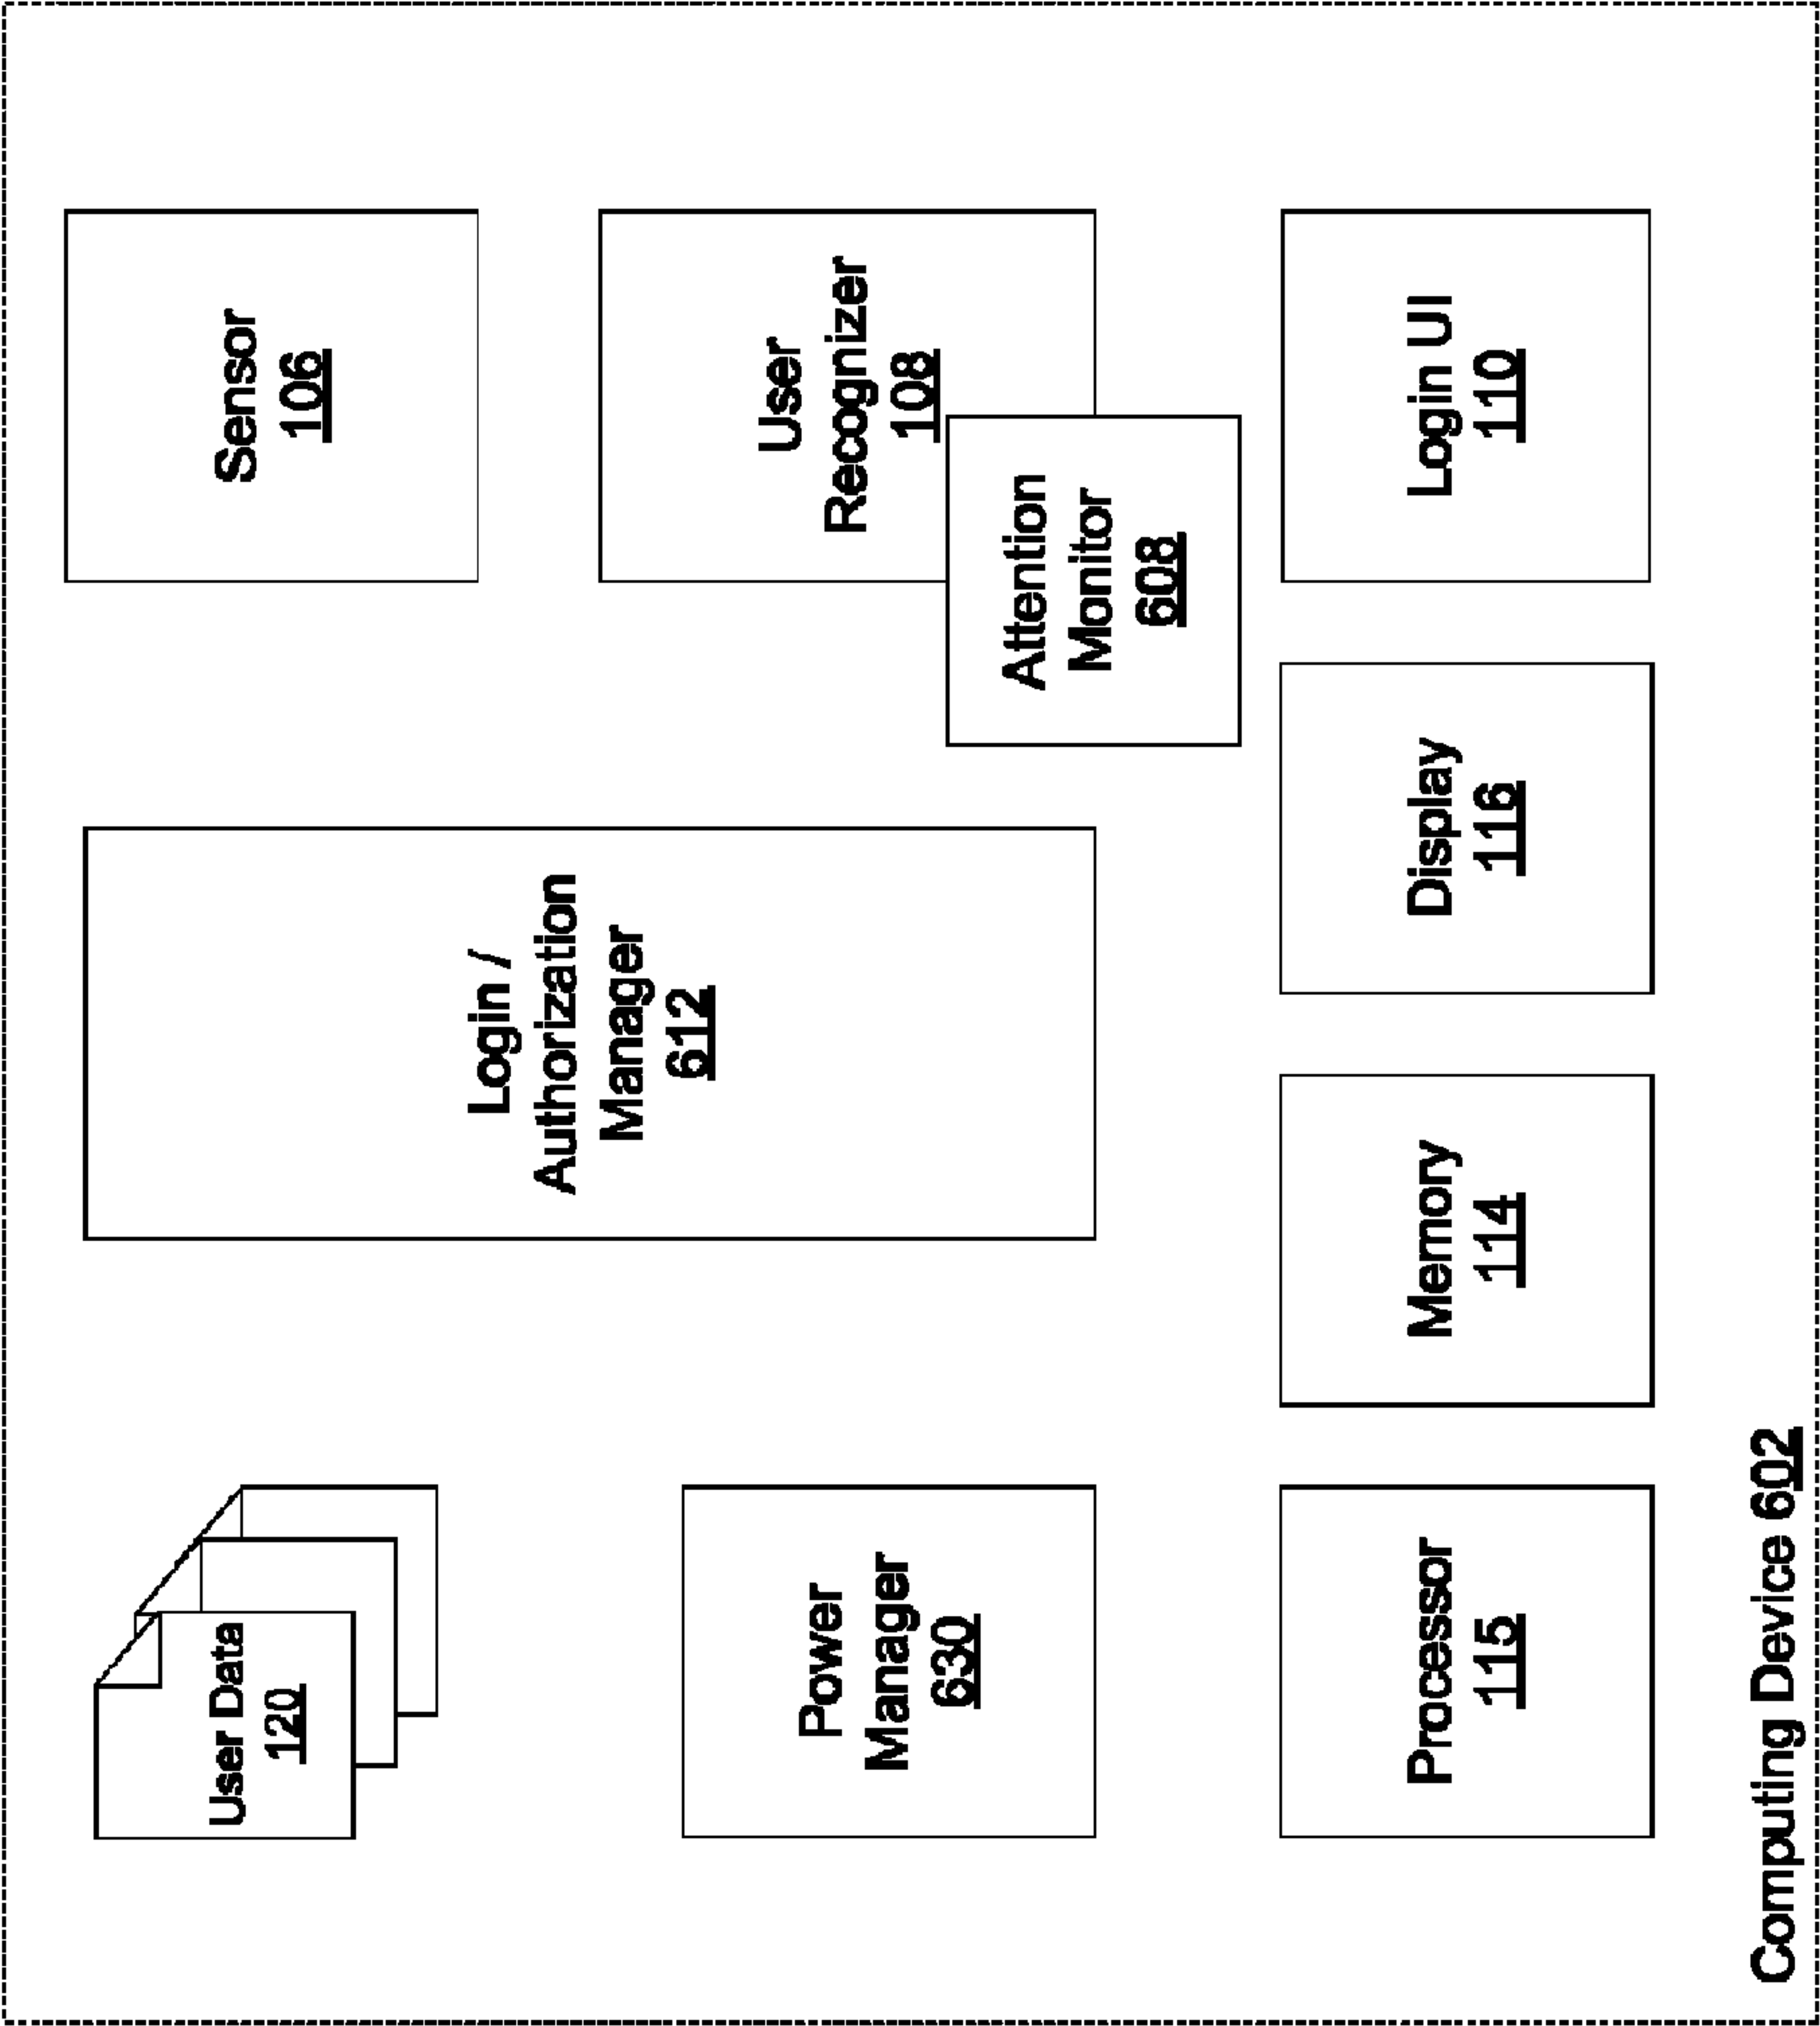 User Data
120
Login /
Authorization
Manager
612
Sensor
106
Power
Manager
630
User
Recognizer
108
Attention
Monitor
608
Processor
115
Memory
114
Display
116
Login UI
110
Computing Device 602